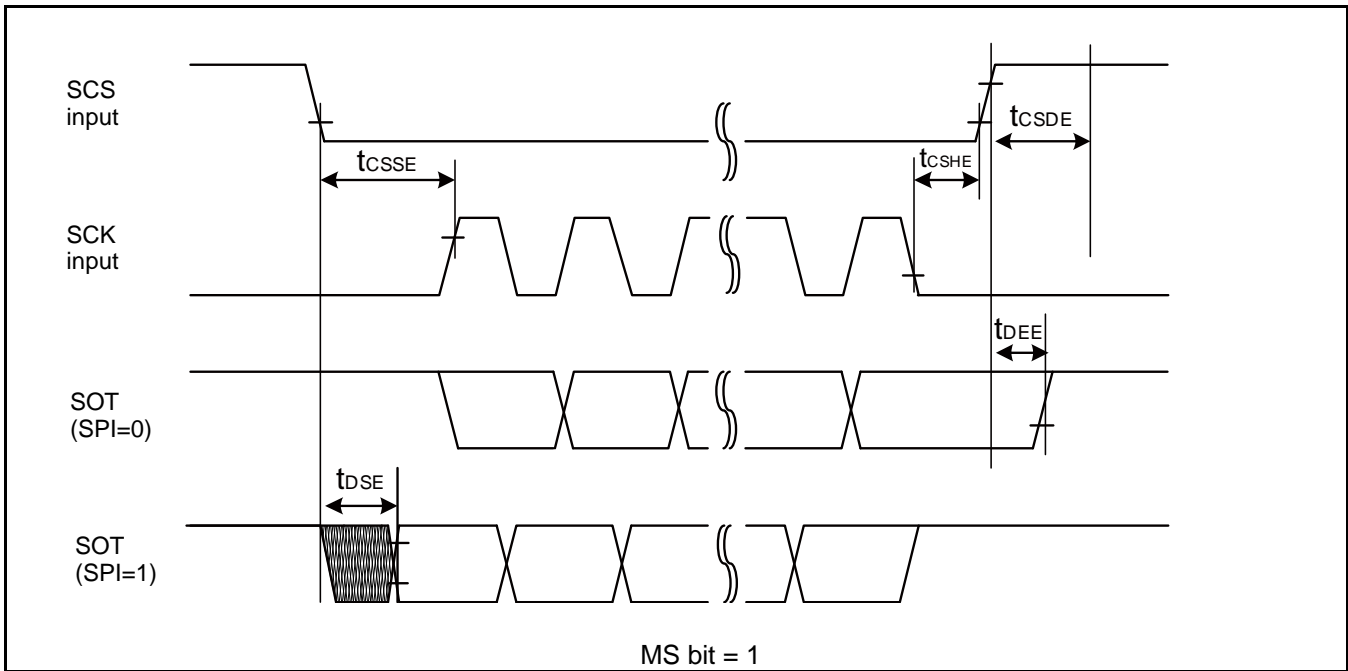 SCS
input
tCSDE
tCSSE
tCSHE
SCK
input
tDEE
SOT
(SPI=0)
tDSE
SOT
(SPI=1)
MS bit = 1